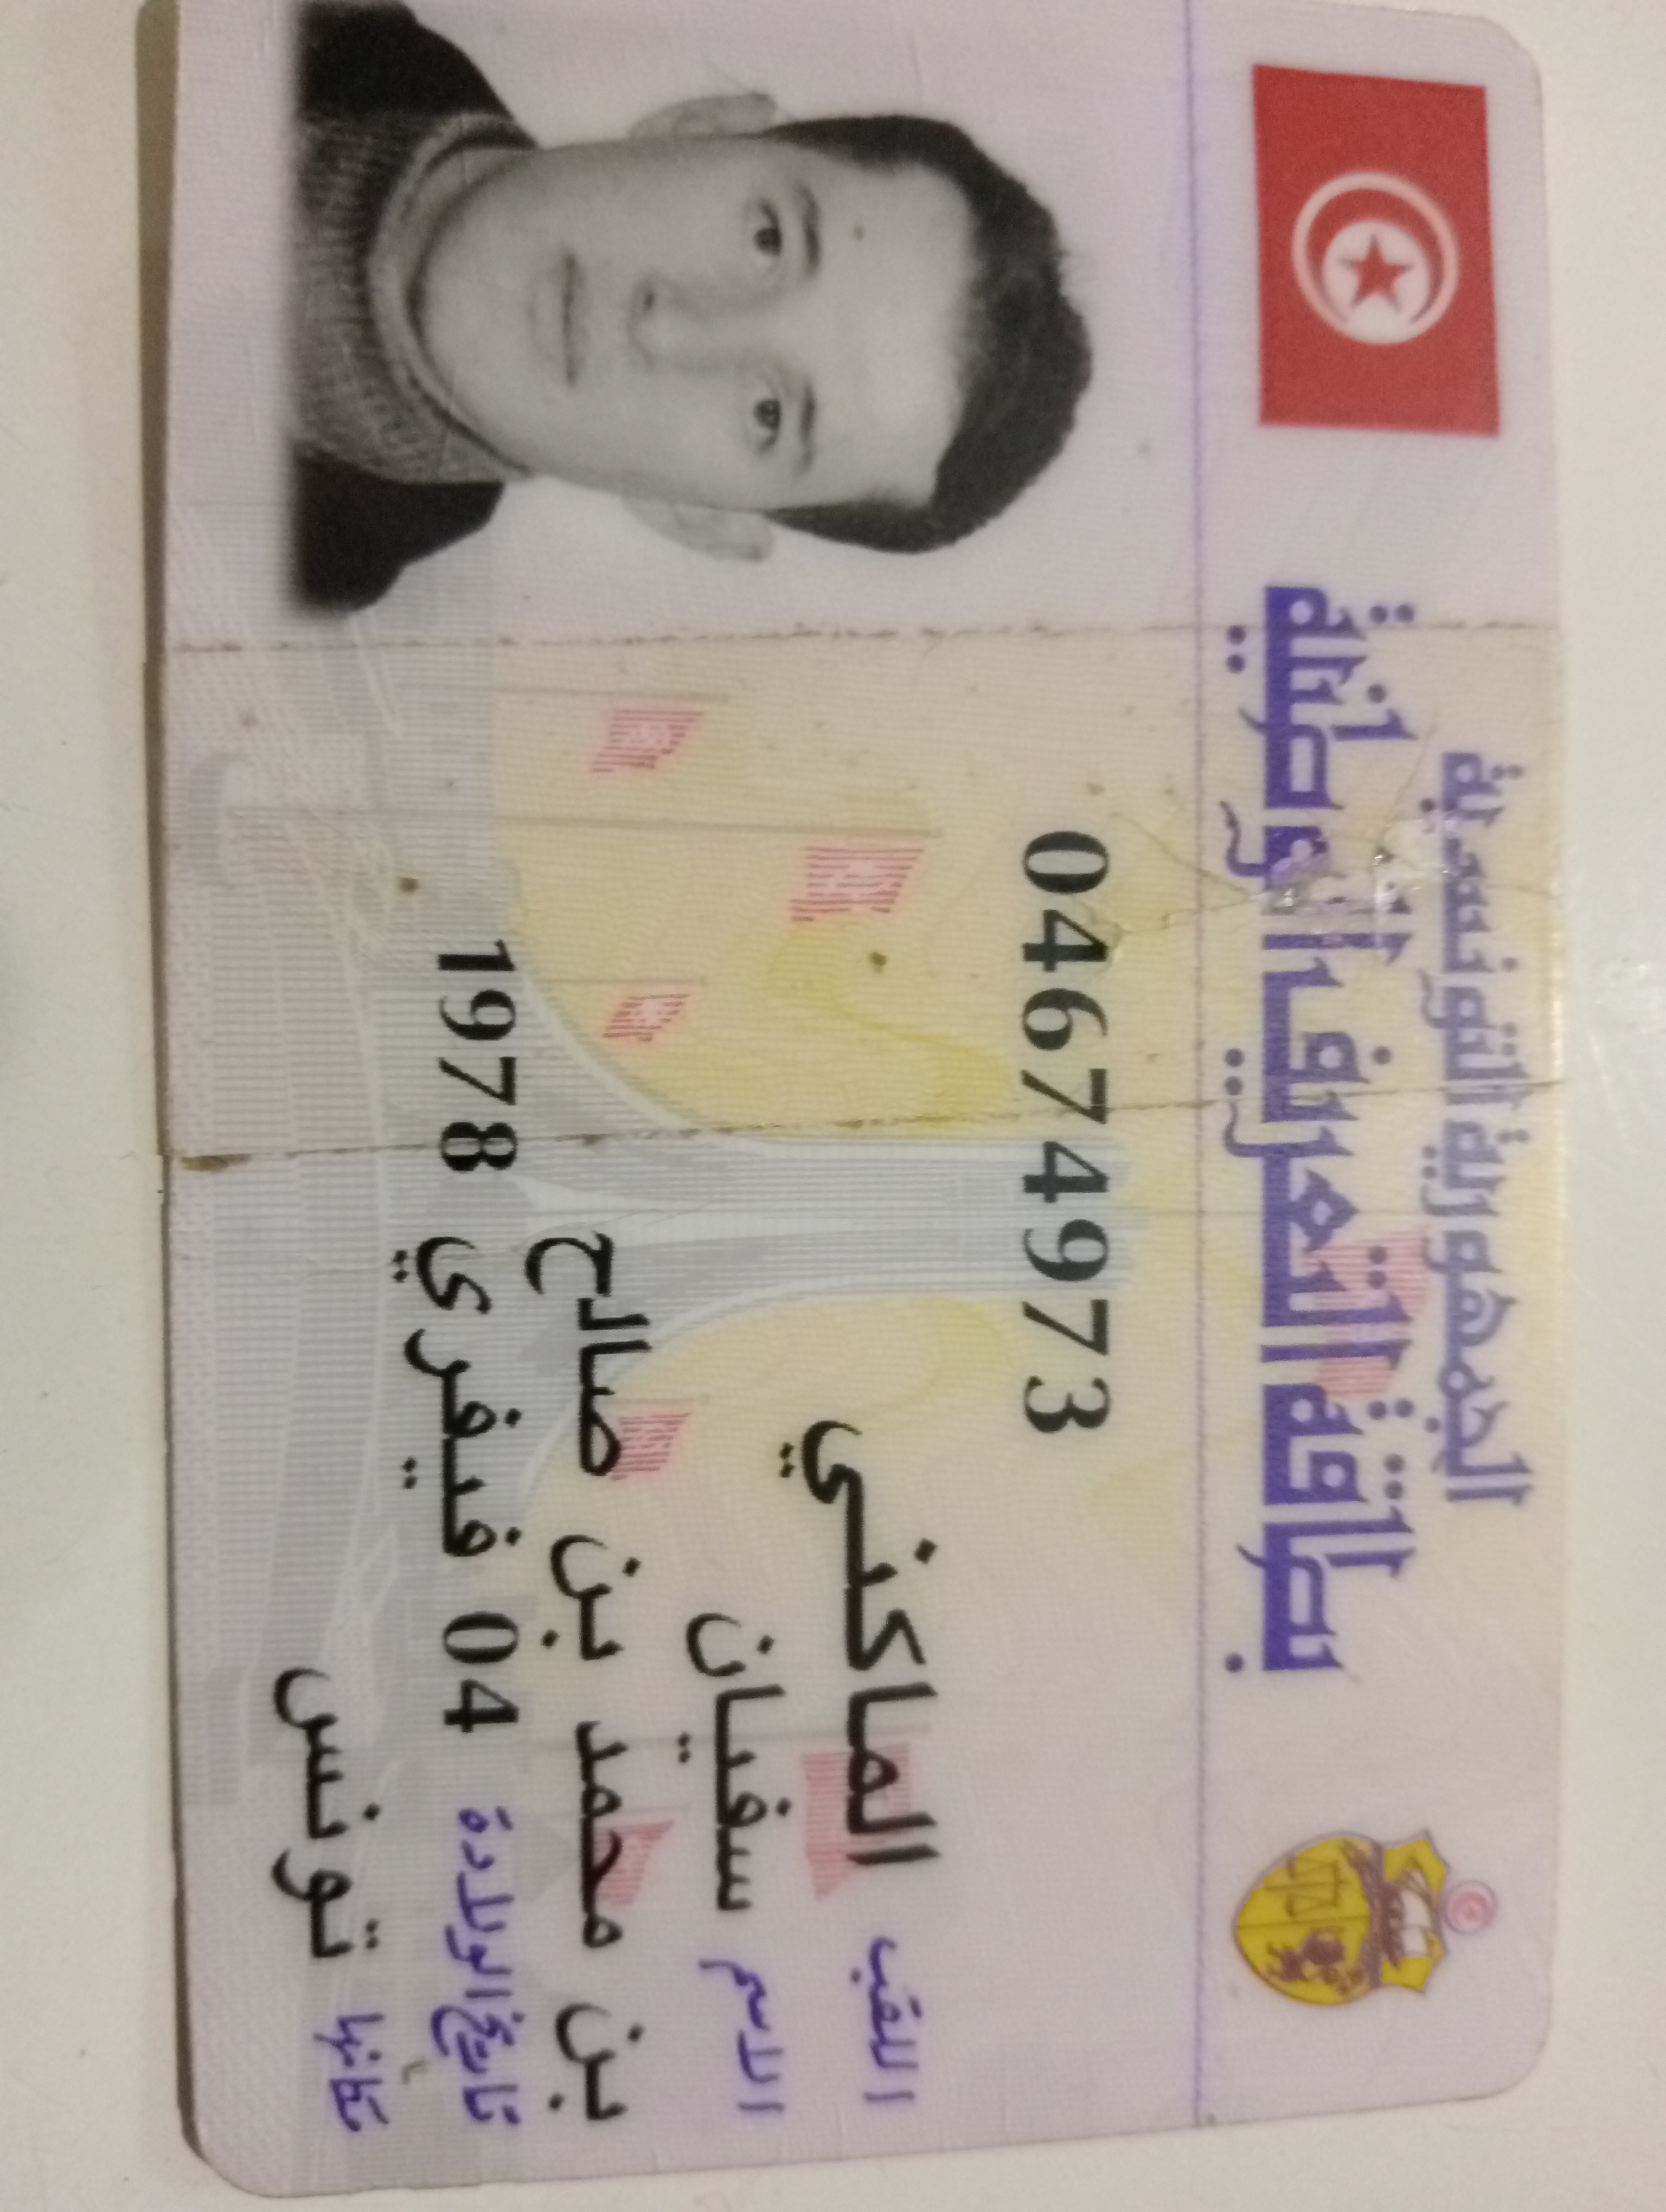 الجمهورية التونسية
بطاقة التعريف الوطنية
04674973
اللقب الماكني
الاسم سفيان
بن محمد بن صالح
تاريخ الولادة 04 فيفري 1978
مكانها تونس